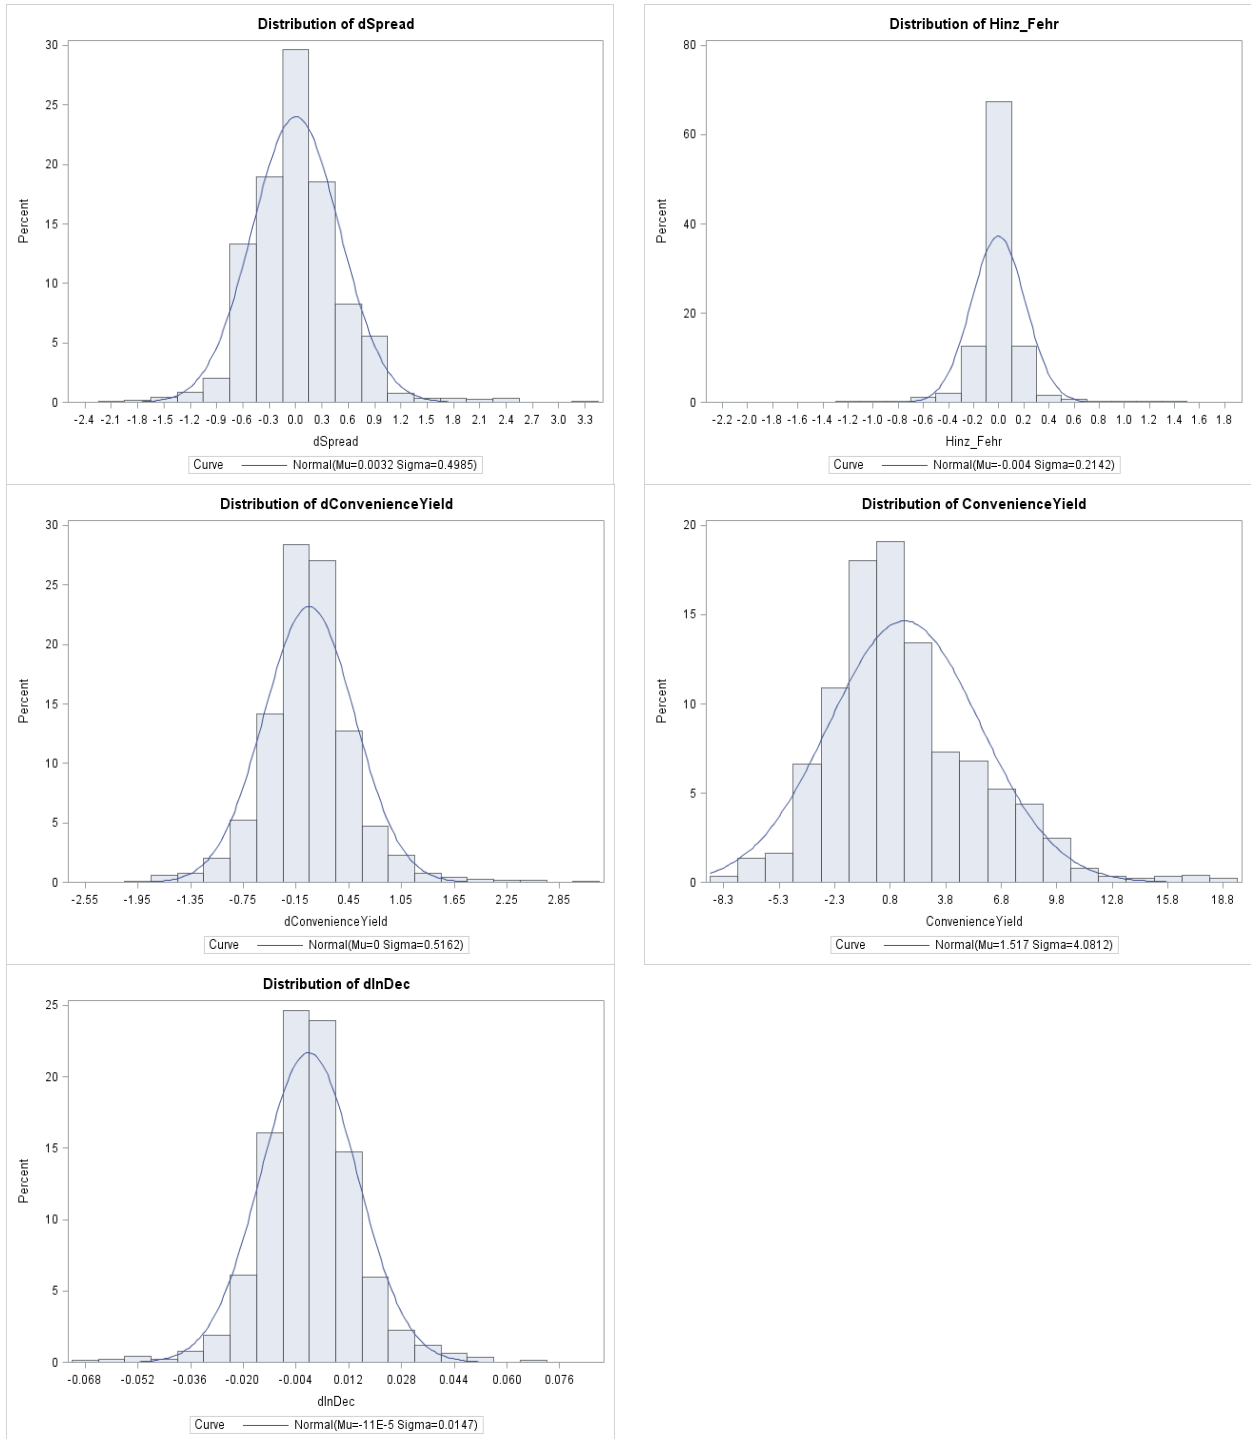 Distribution of dSpread
30
25
20
15
10
5
0
Percent
-2.4 -2.1 -1.8 -1.5 -1.2 -0.9 -0.6 -0.3 0.0 0.3 0.6 0.9 1.2 1.5 1.8 2.1 2.4 2.7 3.0 3.3
dSpread
Curve Normal(Mu=0.0032 Sigma=0.4985)
Distribution of Hinz_Fehr
80
60
40
20
0
Percent
-2.2 -2.0 -1.8 -1.6 -1.4 -1.2 -1.0 -0.8 -0.6 -0.4 -0.2 0.0 0.2 0.4 0.6 0.8 1.0 1.2 1.4 1.6 1.8
Hinz_Fehr
Curve Normal(Mu=-0.004 Sigma=0.2142)
Distribution of dConvenienceYield
30
25
20
15
10
5
0
Percent
-2.55 -1.95 -1.35 -0.75 -0.15 0.45 1.05 1.65 2.25 2.85
dConvenienceYield
Curve Normal(Mu=0 Sigma=0.5162)
Distribution of ConvenienceYield
20
15
10
5
0
Percent
-8.3 -5.3 -2.3 0.8 3.8 6.8 9.8 12.8 15.8 18.8
ConvenienceYield
Curve Normal(Mu=1.517 Sigma=4.0812)
Distribution of dlnDec
25
20
15
10
5
0
Percent
-0.068 -0.052 -0.036 -0.020 -0.004 0.012 0.028 0.044 0.060 0.076
dlnDec
Curve Normal(Mu=-11E-5 Sigma=0.0147)